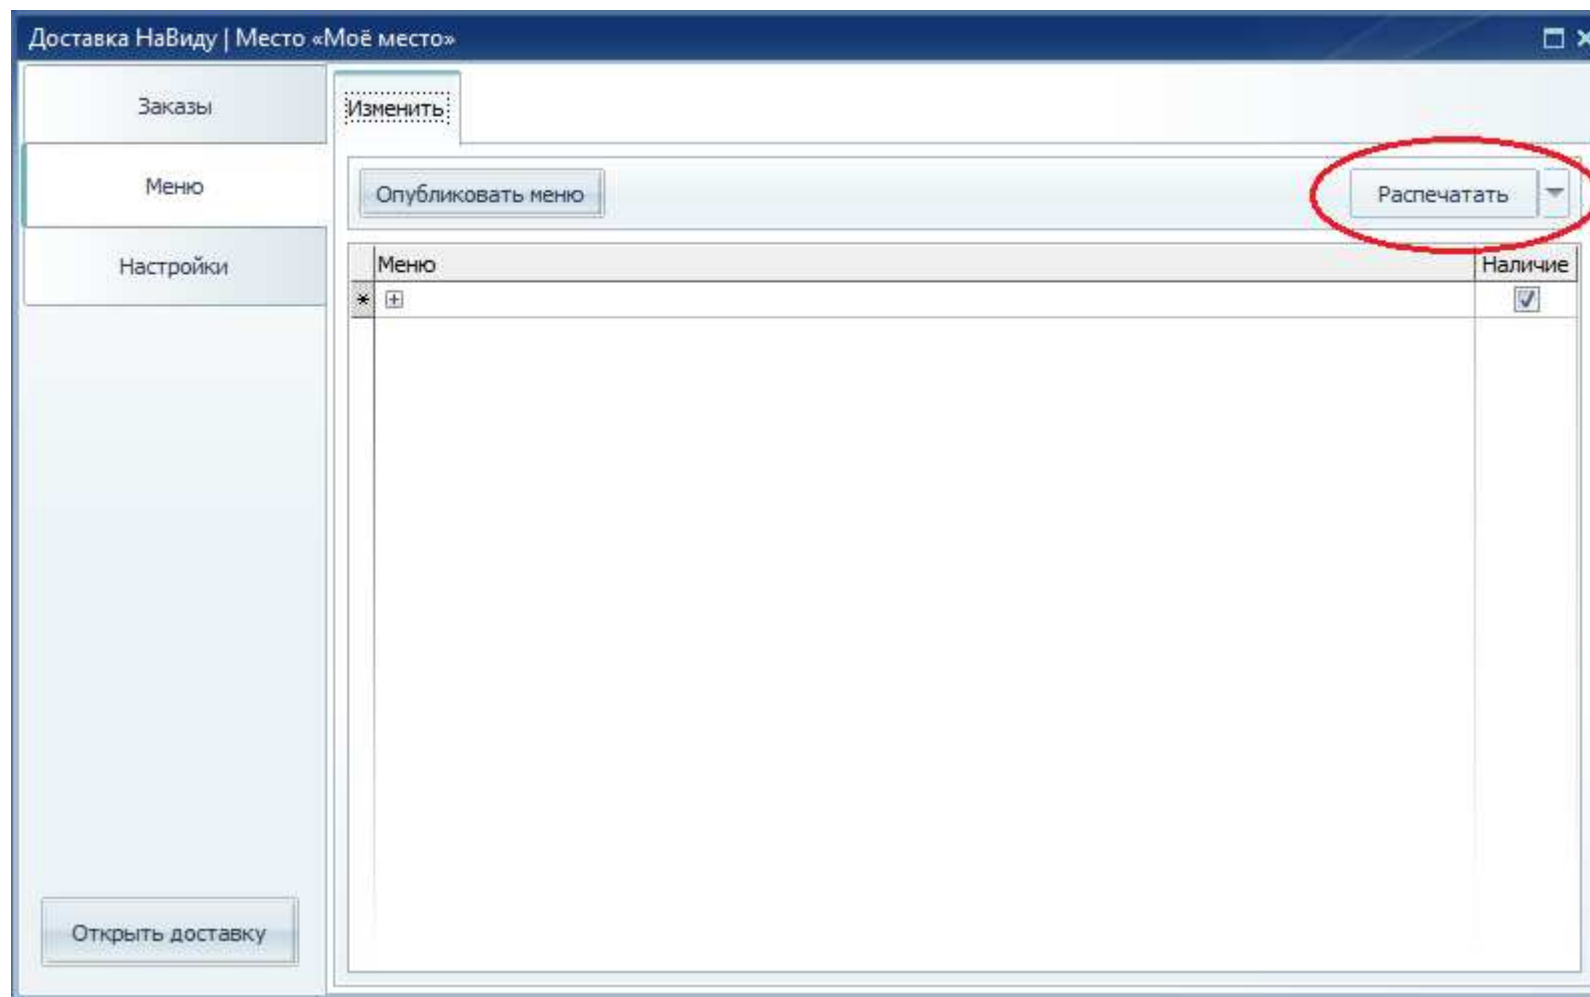 Доставка НаВиду | Место «Моё место»
Заказы
Меню
Настройки
Открыть доставку
Изменить
Опубликовать меню
Распечатать
Меню Наличие